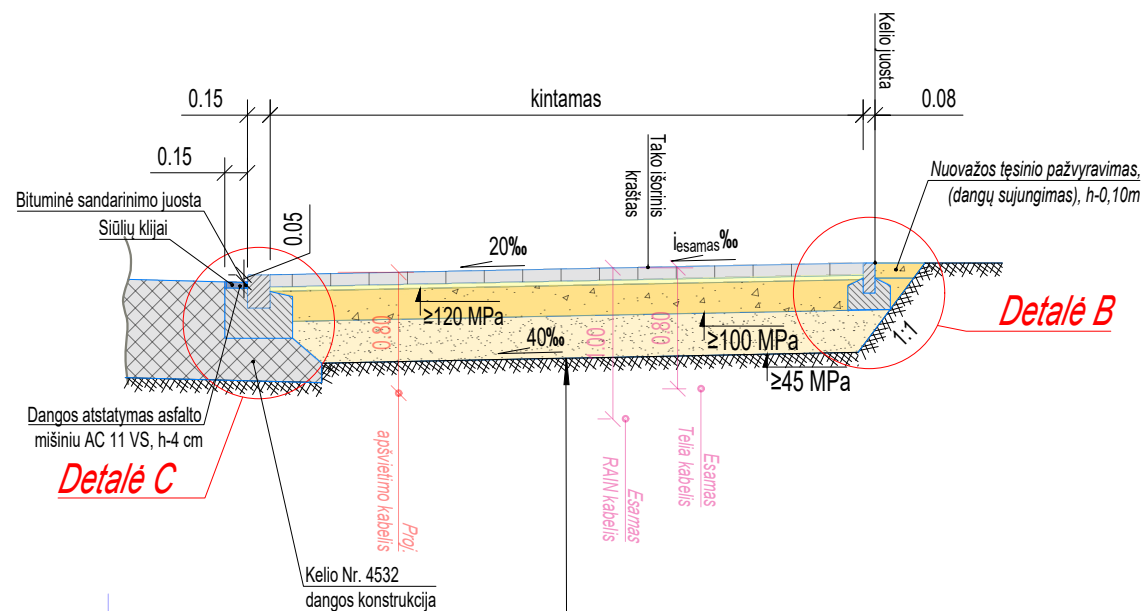 Kelio juosta
0.15
kintamas
0.08
0.15
Tako išorinis
kraštas
Nuovažos tęsinio pažvyravimas,
(dangų sujungimas), h-0,10m
Bituminė sandarinimo juosta
Siūlių klijai
0.05
20‰
iesamas‰
≥120 MPa
0.80
1.00
0.80
≥100 MPa
1:1
Detalė B
40‰
≥45 MPa
Dangos atstatymas asfalto
mišiniu AC 11 VS, h-4 cm
Detalė C
Proj.
apšvietimo kabelis
Esamas
RAIN kabelis
Esamas
Telia kabelis
Kelio Nr. 4532
dangos konstrukcija